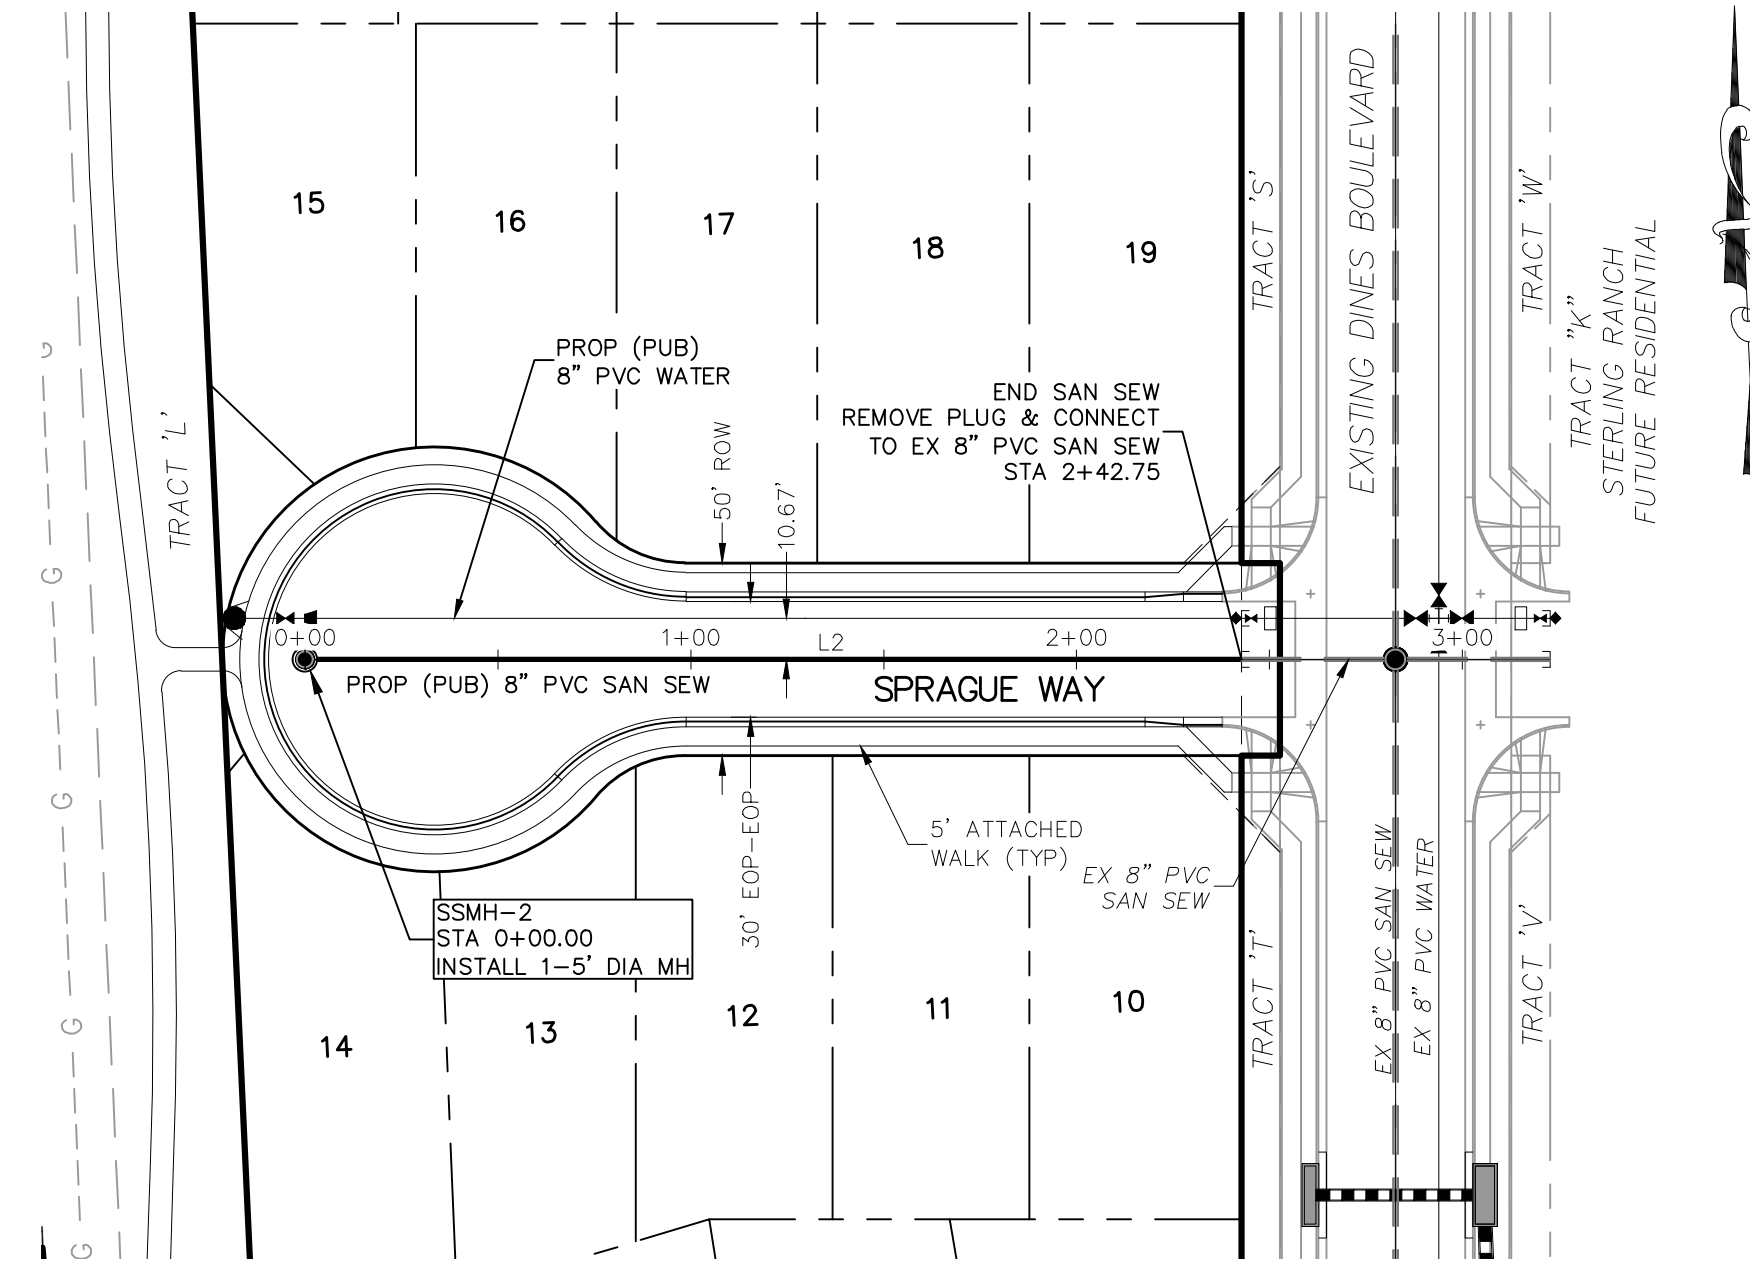 15
16
17
18
19
TRACT 'S'
EXISTING DINES BOULEVARD
TRACT 'W'
TRACT "K"
STERLING RANCH
FUTURE RESIDENTIAL
PROP (PUB)
8" PVC WATER
END SAN SEW
REMOVE PLUG & CONNECT
TO EX 8" PVC SAN SEW
STA 2+42.75
TRACT 'L'
50' ROW
10.67'
G
G
G
G
G
0+00
1+00
L2
2+00
3+00
PROP (PUB) 8" PVC SAN SEW
SPRAGUE WAY
30' EOP-EOP
5' ATTACHED
WALK (TYP)
EX 8" PVC
SAN SEW
EX 8" PVC SAN SEW
EX 8" PVC WATER
SSMH-2
STA 0+00.00
INSTALL 1-5' DIA MH
TRACT 'T'
TRACT 'V'
14
13
12
11
10